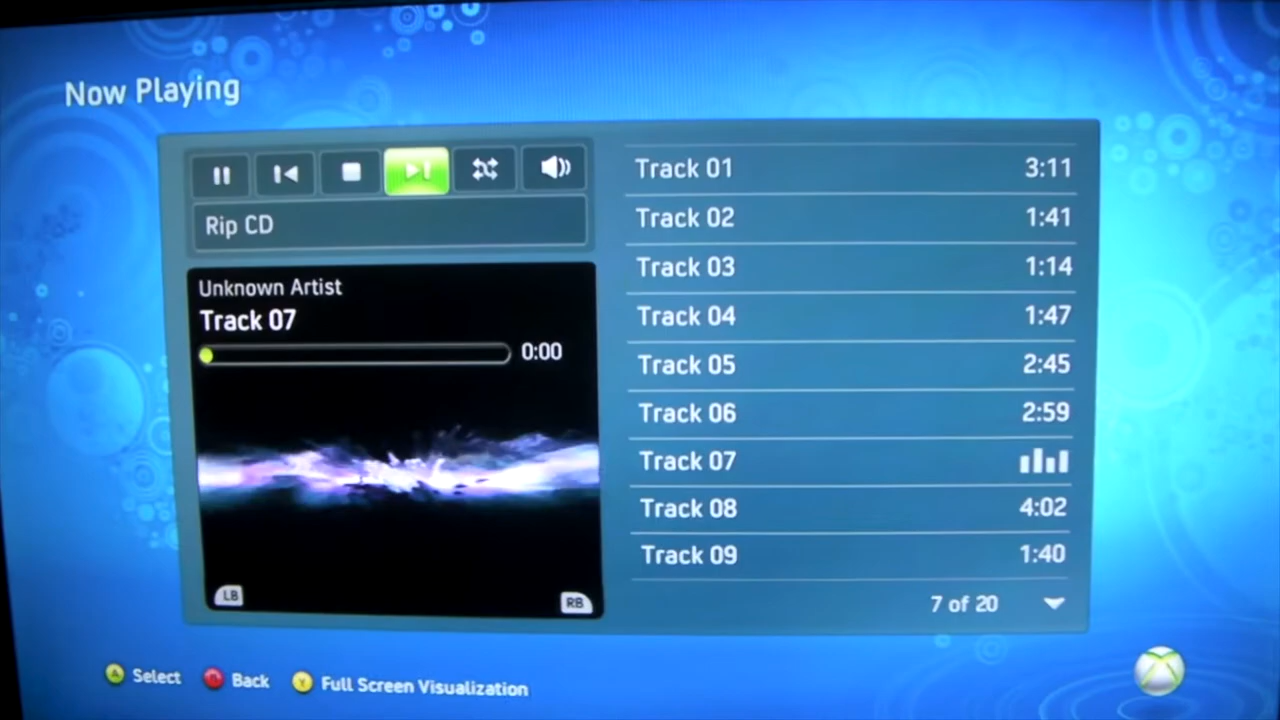 Now Playing
Rip CD
Unknown Artist
Track 07
0:00
LB
RB
Track 01 3:11
Track 02 1:41
Track 03 1:14
Track 04 1:47
Track 05 2:45
Track 06 2:59
Track 07
Track 08 4:02
Track 09 1:40
7 of 20
A Select B Back Y Full Screen Visualization